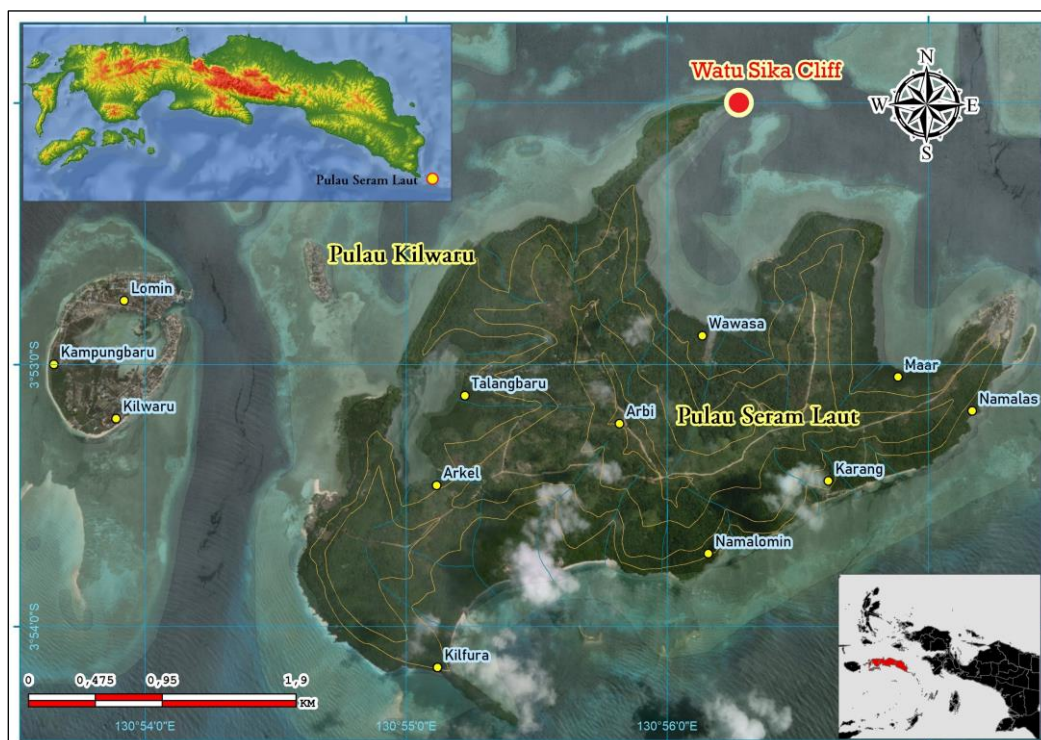 Pulau Seram Laut
Watu Sika Cliff
N
W E
S
Pulau Kilwaru
Lomin
Kampungbaru
Kilwaru
Wawasa
Maar
Talangbaru
Namalas
Arbi
Pulau Seram Laut
Arkel
Karang
Namalomin
Kilfura
3°53'0"S
3°54'0"S
0 0,475 0,95 1,9
KM
130°54'0"E 130°55'0"E 130°56'0"E